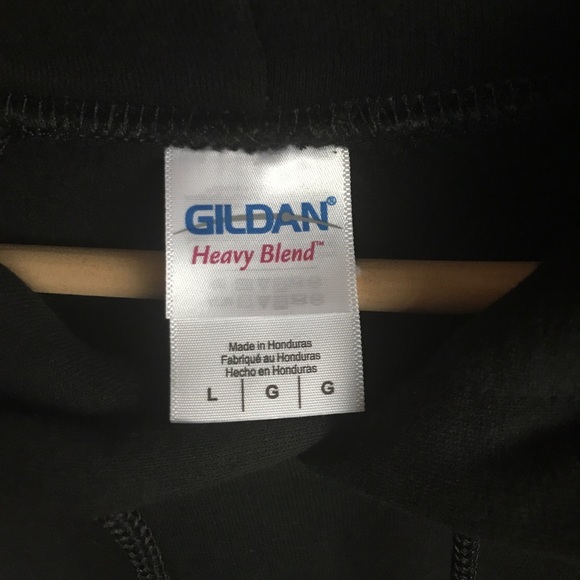 GILDAN®
Heavy Blend™
Made in Honduras
Fabriqué au Honduras
Hecho en Honduras
L | G | G